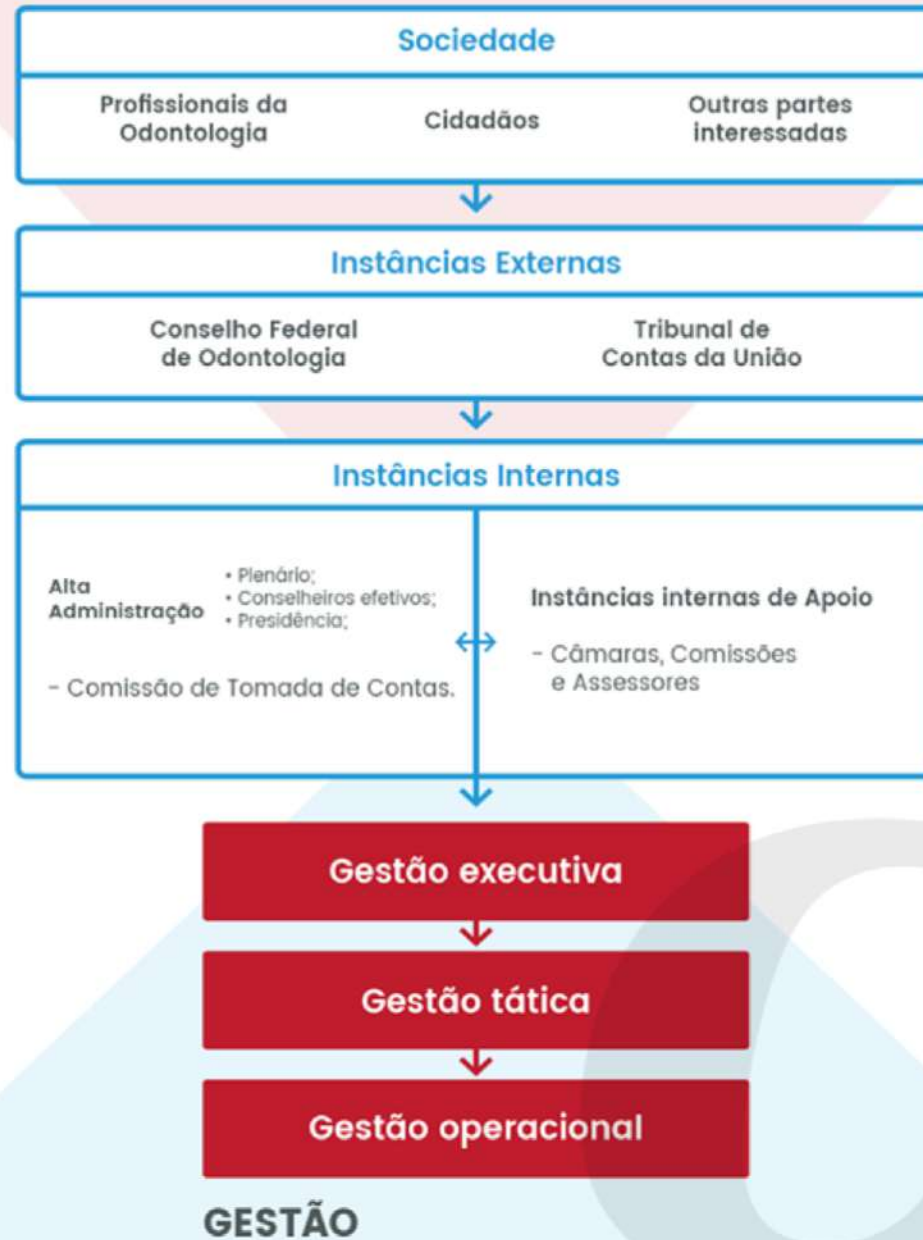 Sociedade
Profissionais da
Odontologia
Cidadãos
Outras partes
interessadas
Instâncias Externas
Conselho Federal
de Odontologia
Tribunal de
Contas da União
Instâncias Internas
Alta
Administração
• Plenário;
• Conselheiros efetivos;
• Presidência;
- Comissão de Tomada de Contas.
Instâncias internas de Apoio
- Câmaras, Comissões
e Assessores
Gestão executiva
Gestão tática
Gestão operacional
GESTÃO